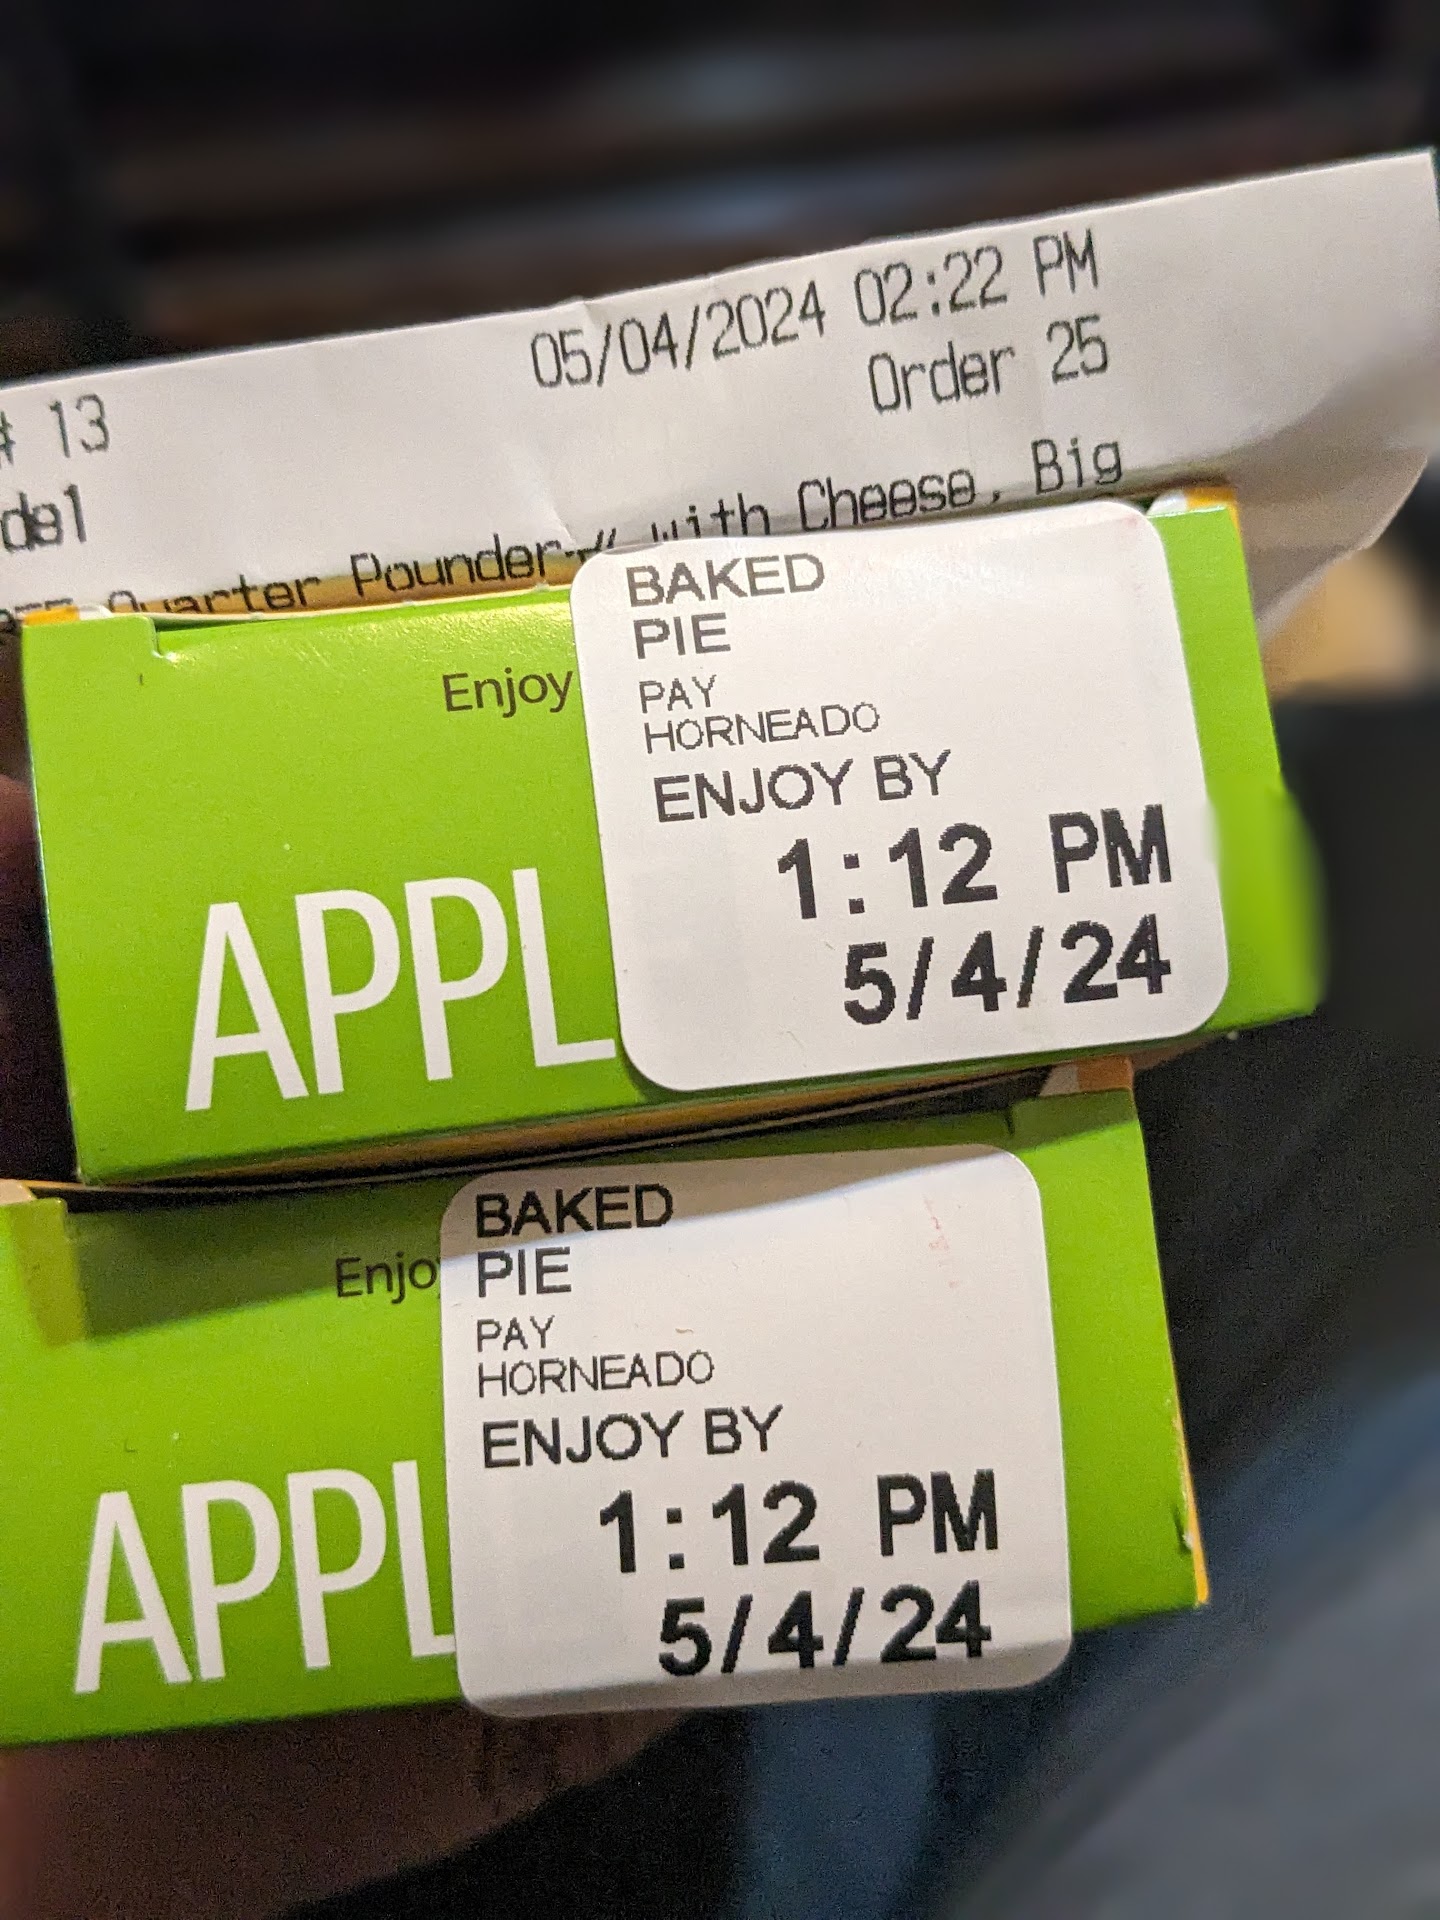 05/04/2024 02:22 PM
# 13
Order 25
del
Quarter Pounder with Cheese, Big
Enjoy
APPL
BAKED
PIE
PAY
HORNEADO
ENJOY BY
1:12 PM
5/4/24
Enjo
APPL
BAKED
PIE
PAY
HORNEADO
ENJOY BY
1:12 PM
5/4/24